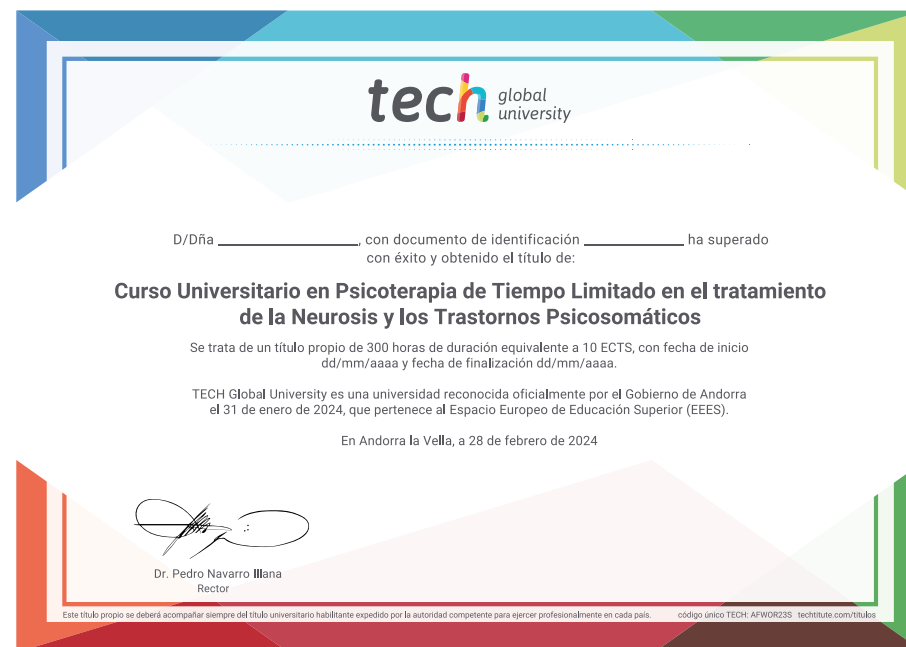 tech global university
D/Dña ____________________, con documento de identificación ______________ ha superado
con éxito y obtenido el título de:
Curso Universitario en Psicoterapia de Tiempo Limitado en el tratamiento
de la Neurosis y los Trastornos Psicosomáticos
Se trata de un título propio de 300 horas de duración equivalente a 10 ECTS, con fecha de inicio
dd/mm/aaaa y fecha de finalización dd/mm/aaaa.
TECH Global University es una universidad reconocida oficialmente por el Gobierno de Andorra
el 31 de enero de 2024, que pertenece al Espacio Europeo de Educación Superior (EEES).
En Andorra la Vella, a 28 de febrero de 2024
Dr. Pedro Navarro Illana
Rector
Este título propio se deberá acompañar siempre del título universitario habilitante expedido por la autoridad competente para ejercer profesionalmente en cada país. código único TECH: AFWOR23S techtitute.com/titulos